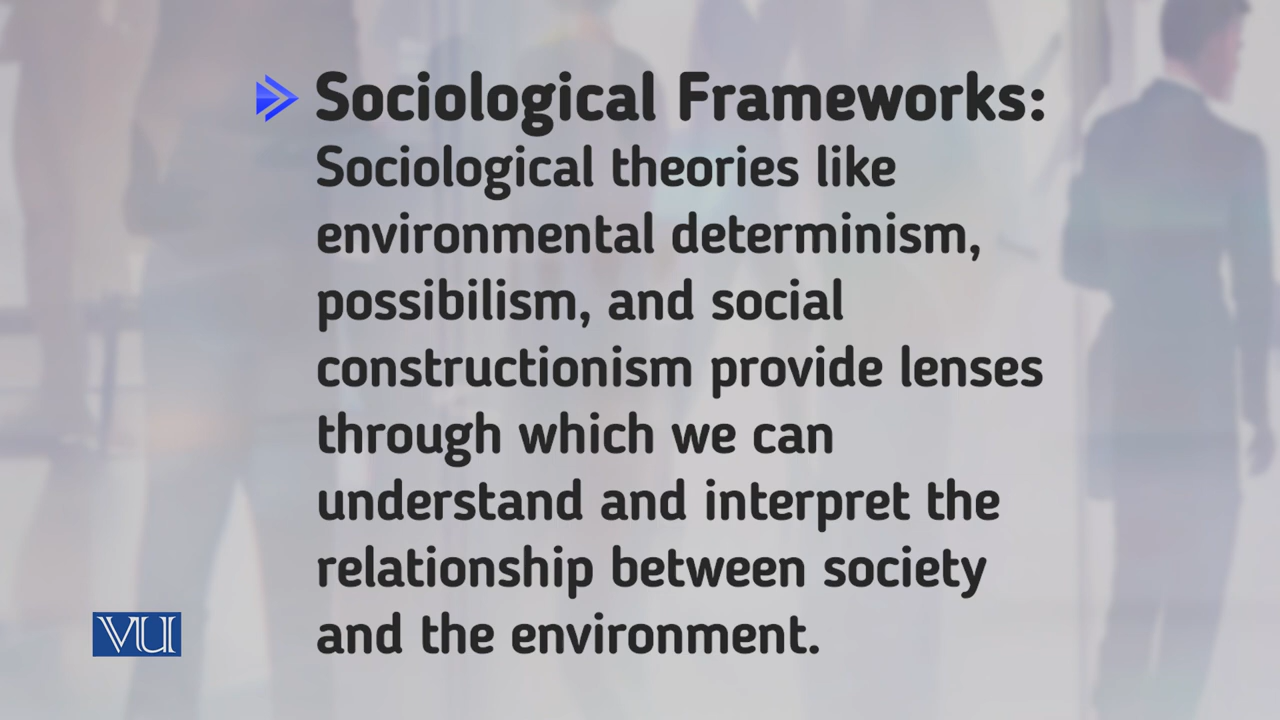 Sociological Frameworks:
Sociological theories like
environmental determinism,
possibilism, and social
constructionism provide lenses
through which we can
understand and interpret the
relationship between society
and the environment.
VU